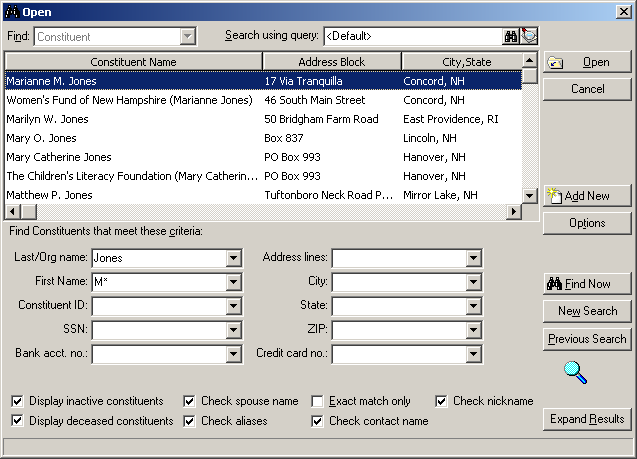 Open
Find: Constituent Search using query: <Default>
Constituent Name Address Block City,State
Marianne M. Jones 17 Via Tranquilla Concord, NH
Women's Fund of New Hampshire (Marianne Jones) 46 South Main Street Concord, NH
Marilyn W. Jones 50 Bridgham Farm Road East Providence, RI
Mary O. Jones Box 837 Lincoln, NH
Mary Catherine Jones PO Box 993 Hanover, NH
The Children's Literacy Foundation (Mary Catherin... PO Box 993 Hanover, NH
Matthew P. Jones Tuftonboro Neck Road P... Mirror Lake, NH
Open
Cancel
Add New
Options
Find Constituents that meet these criteria:
Last/Org name: Jones Address lines:
First Name: M* City:
Constituent ID: State:
SSN: ZIP:
Bank acct. no.: Credit card no.:
Find Now
New Search
Previous Search
Display inactive constituents Check spouse name Exact match only Check nickname
Display deceased constituents Check aliases Check contact name
Expand Results